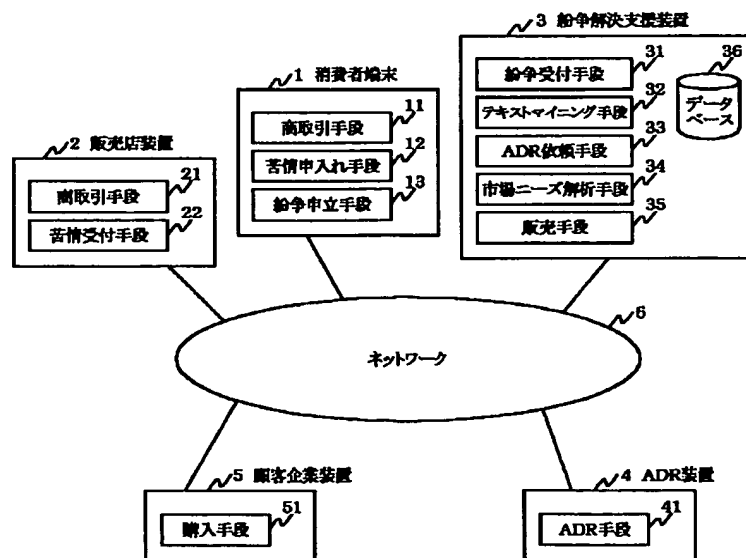 3 紛争解決支援装置
31
紛争受付手段
32
テキストマイニング手段
33
ADR依頼手段
34
市場ニーズ解析手段
35
販売手段
36
データ
ベース
1 消費者端末
11
商取引手段
12
苦情申入れ手段
13
紛争申立手段
2 販売店装置
21
商取引手段
22
苦情受付手段
6
ネットワーク
5 顧客企業装置
51
購入手段
4 ADR装置
41
ADR手段